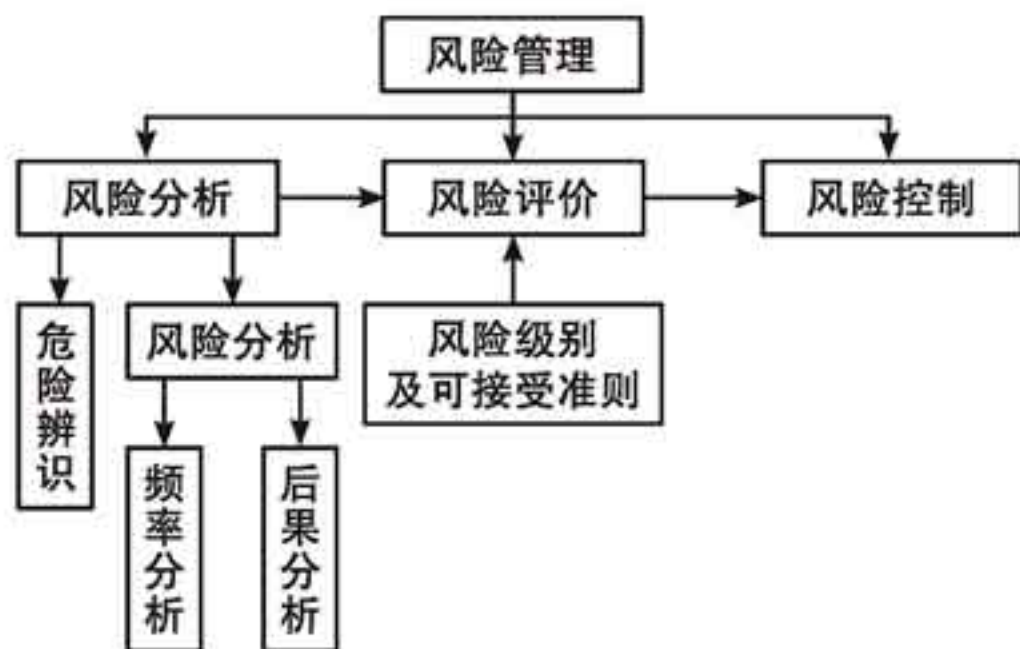 风险管理
风险分析
风险评价
风险控制
危险辨识
风险分析
风险级别
及可接受准则
频率分析
后果分析